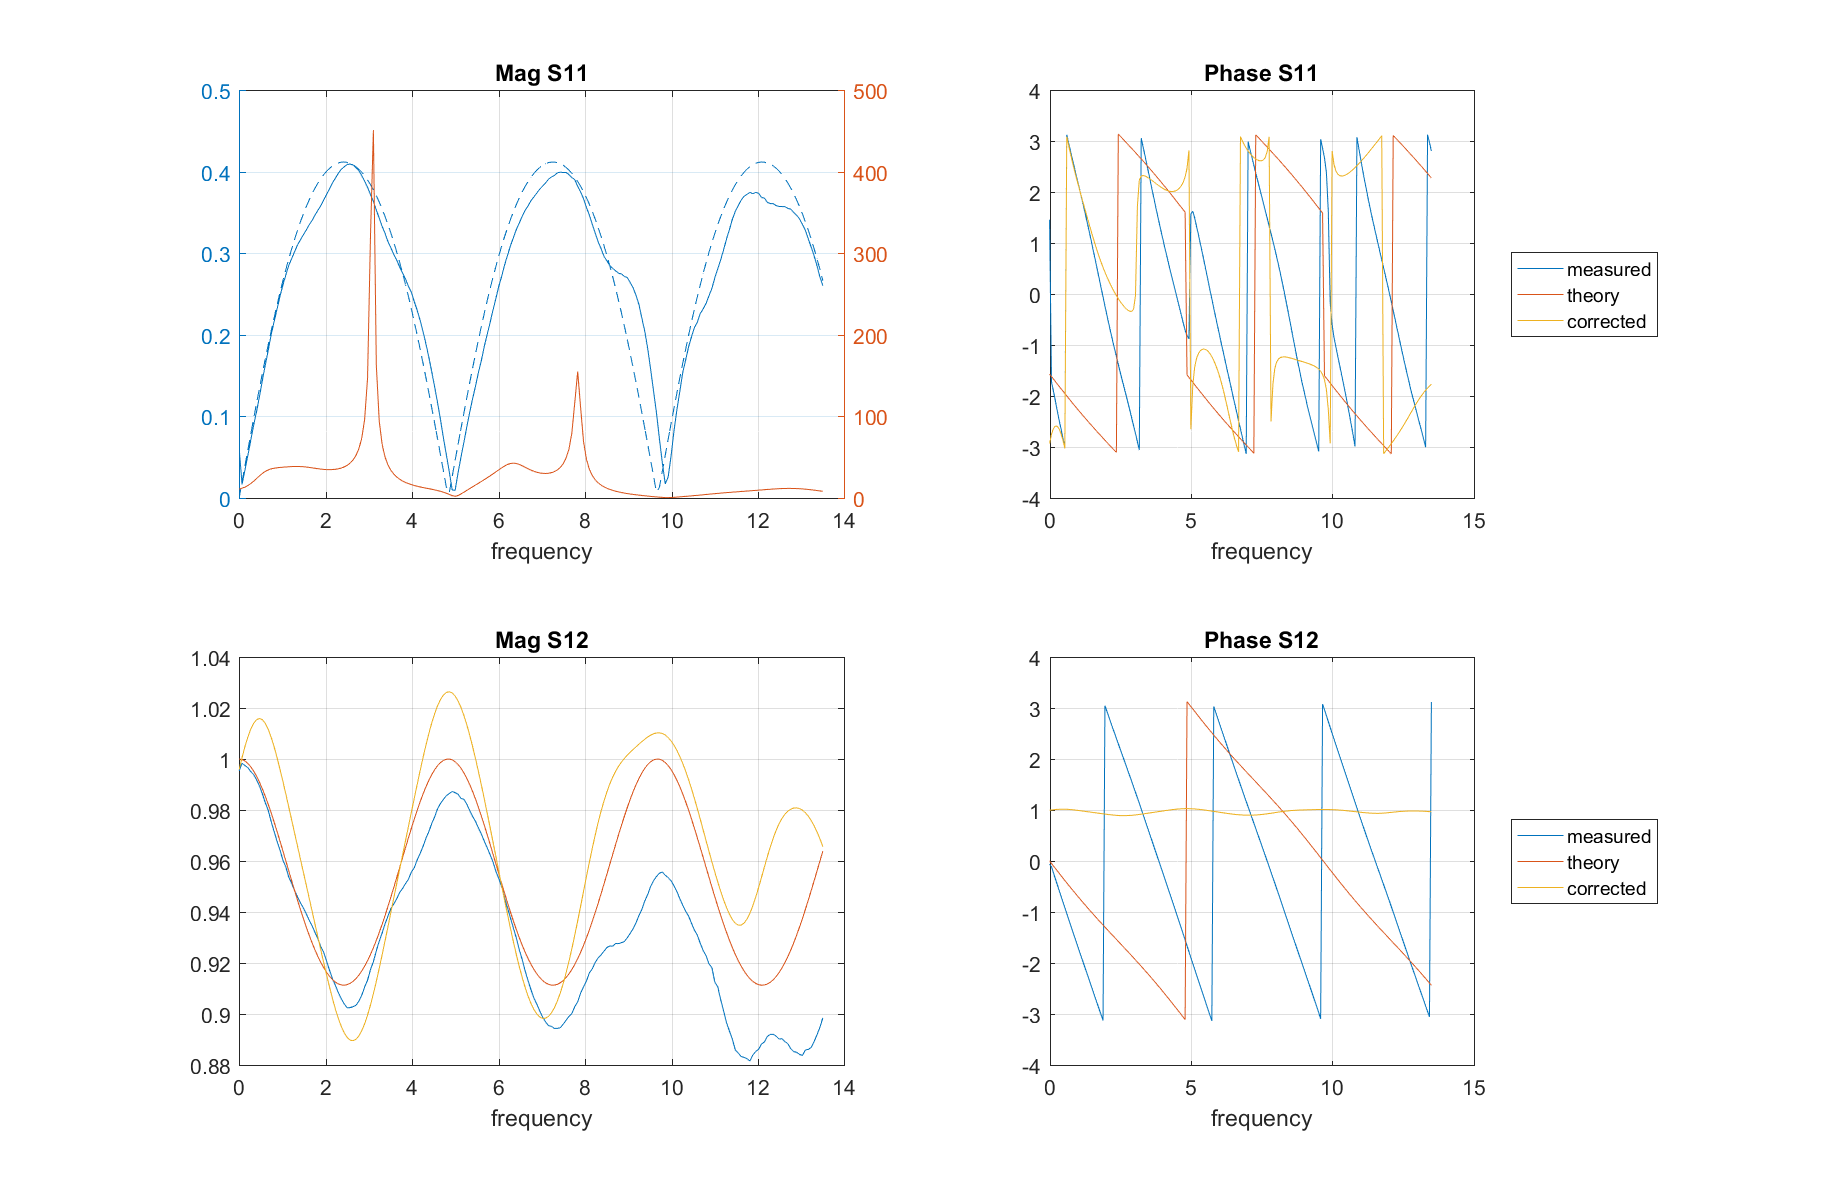 Mag S11
0.5
0.4
0.3
0.2
0.1
0
500
400
300
200
100
0
0 2 4 6 8 10 12 14
frequency
Phase S11
4
3
2
1
0
-1
-2
-3
-4
0 5 10 15
frequency
measured
theory
corrected
Mag S12
1.04
1.02
1
0.98
0.96
0.94
0.92
0.9
0.88
0 2 4 6 8 10 12 14
frequency
Phase S12
4
3
2
1
0
-1
-2
-3
-4
0 5 10 15
frequency
measured
theory
corrected